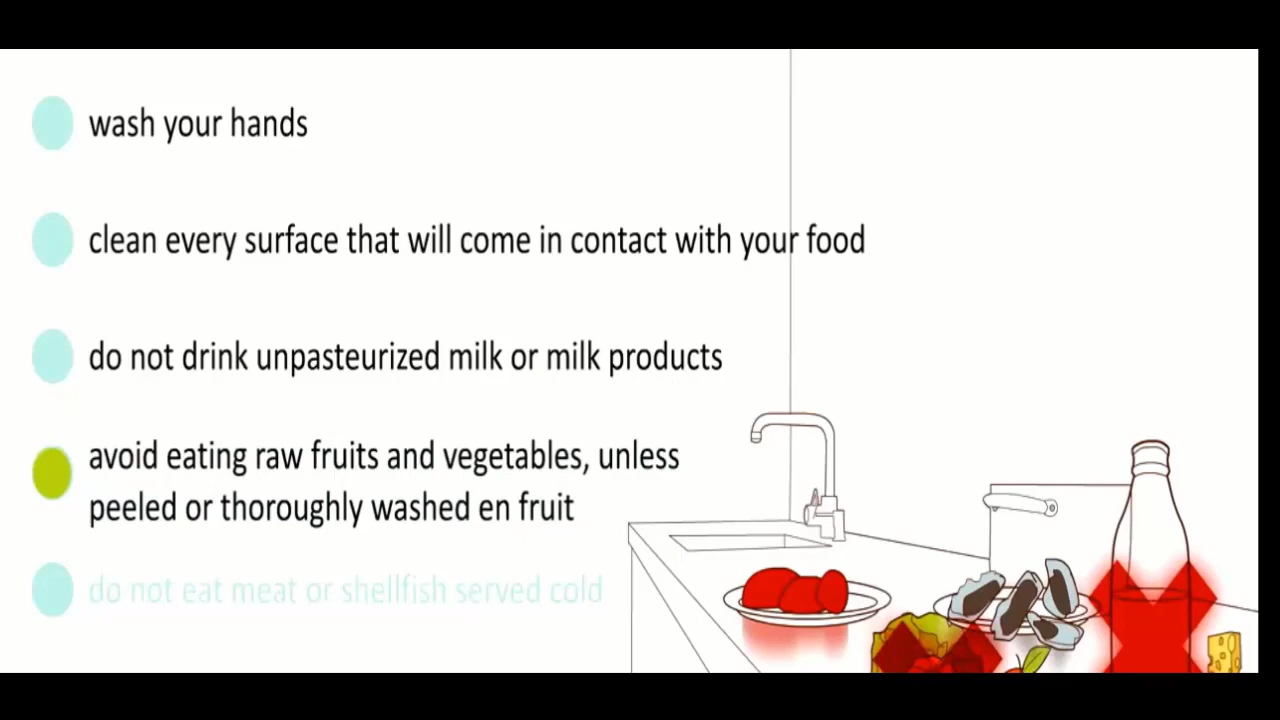 wash your hands
clean every surface that will come in contact with your food
do not drink unpasteurized milk or milk products
avoid eating raw fruits and vegetables, unless
peeled or thoroughly washed en fruit
do not eat meat or shellfish served cold